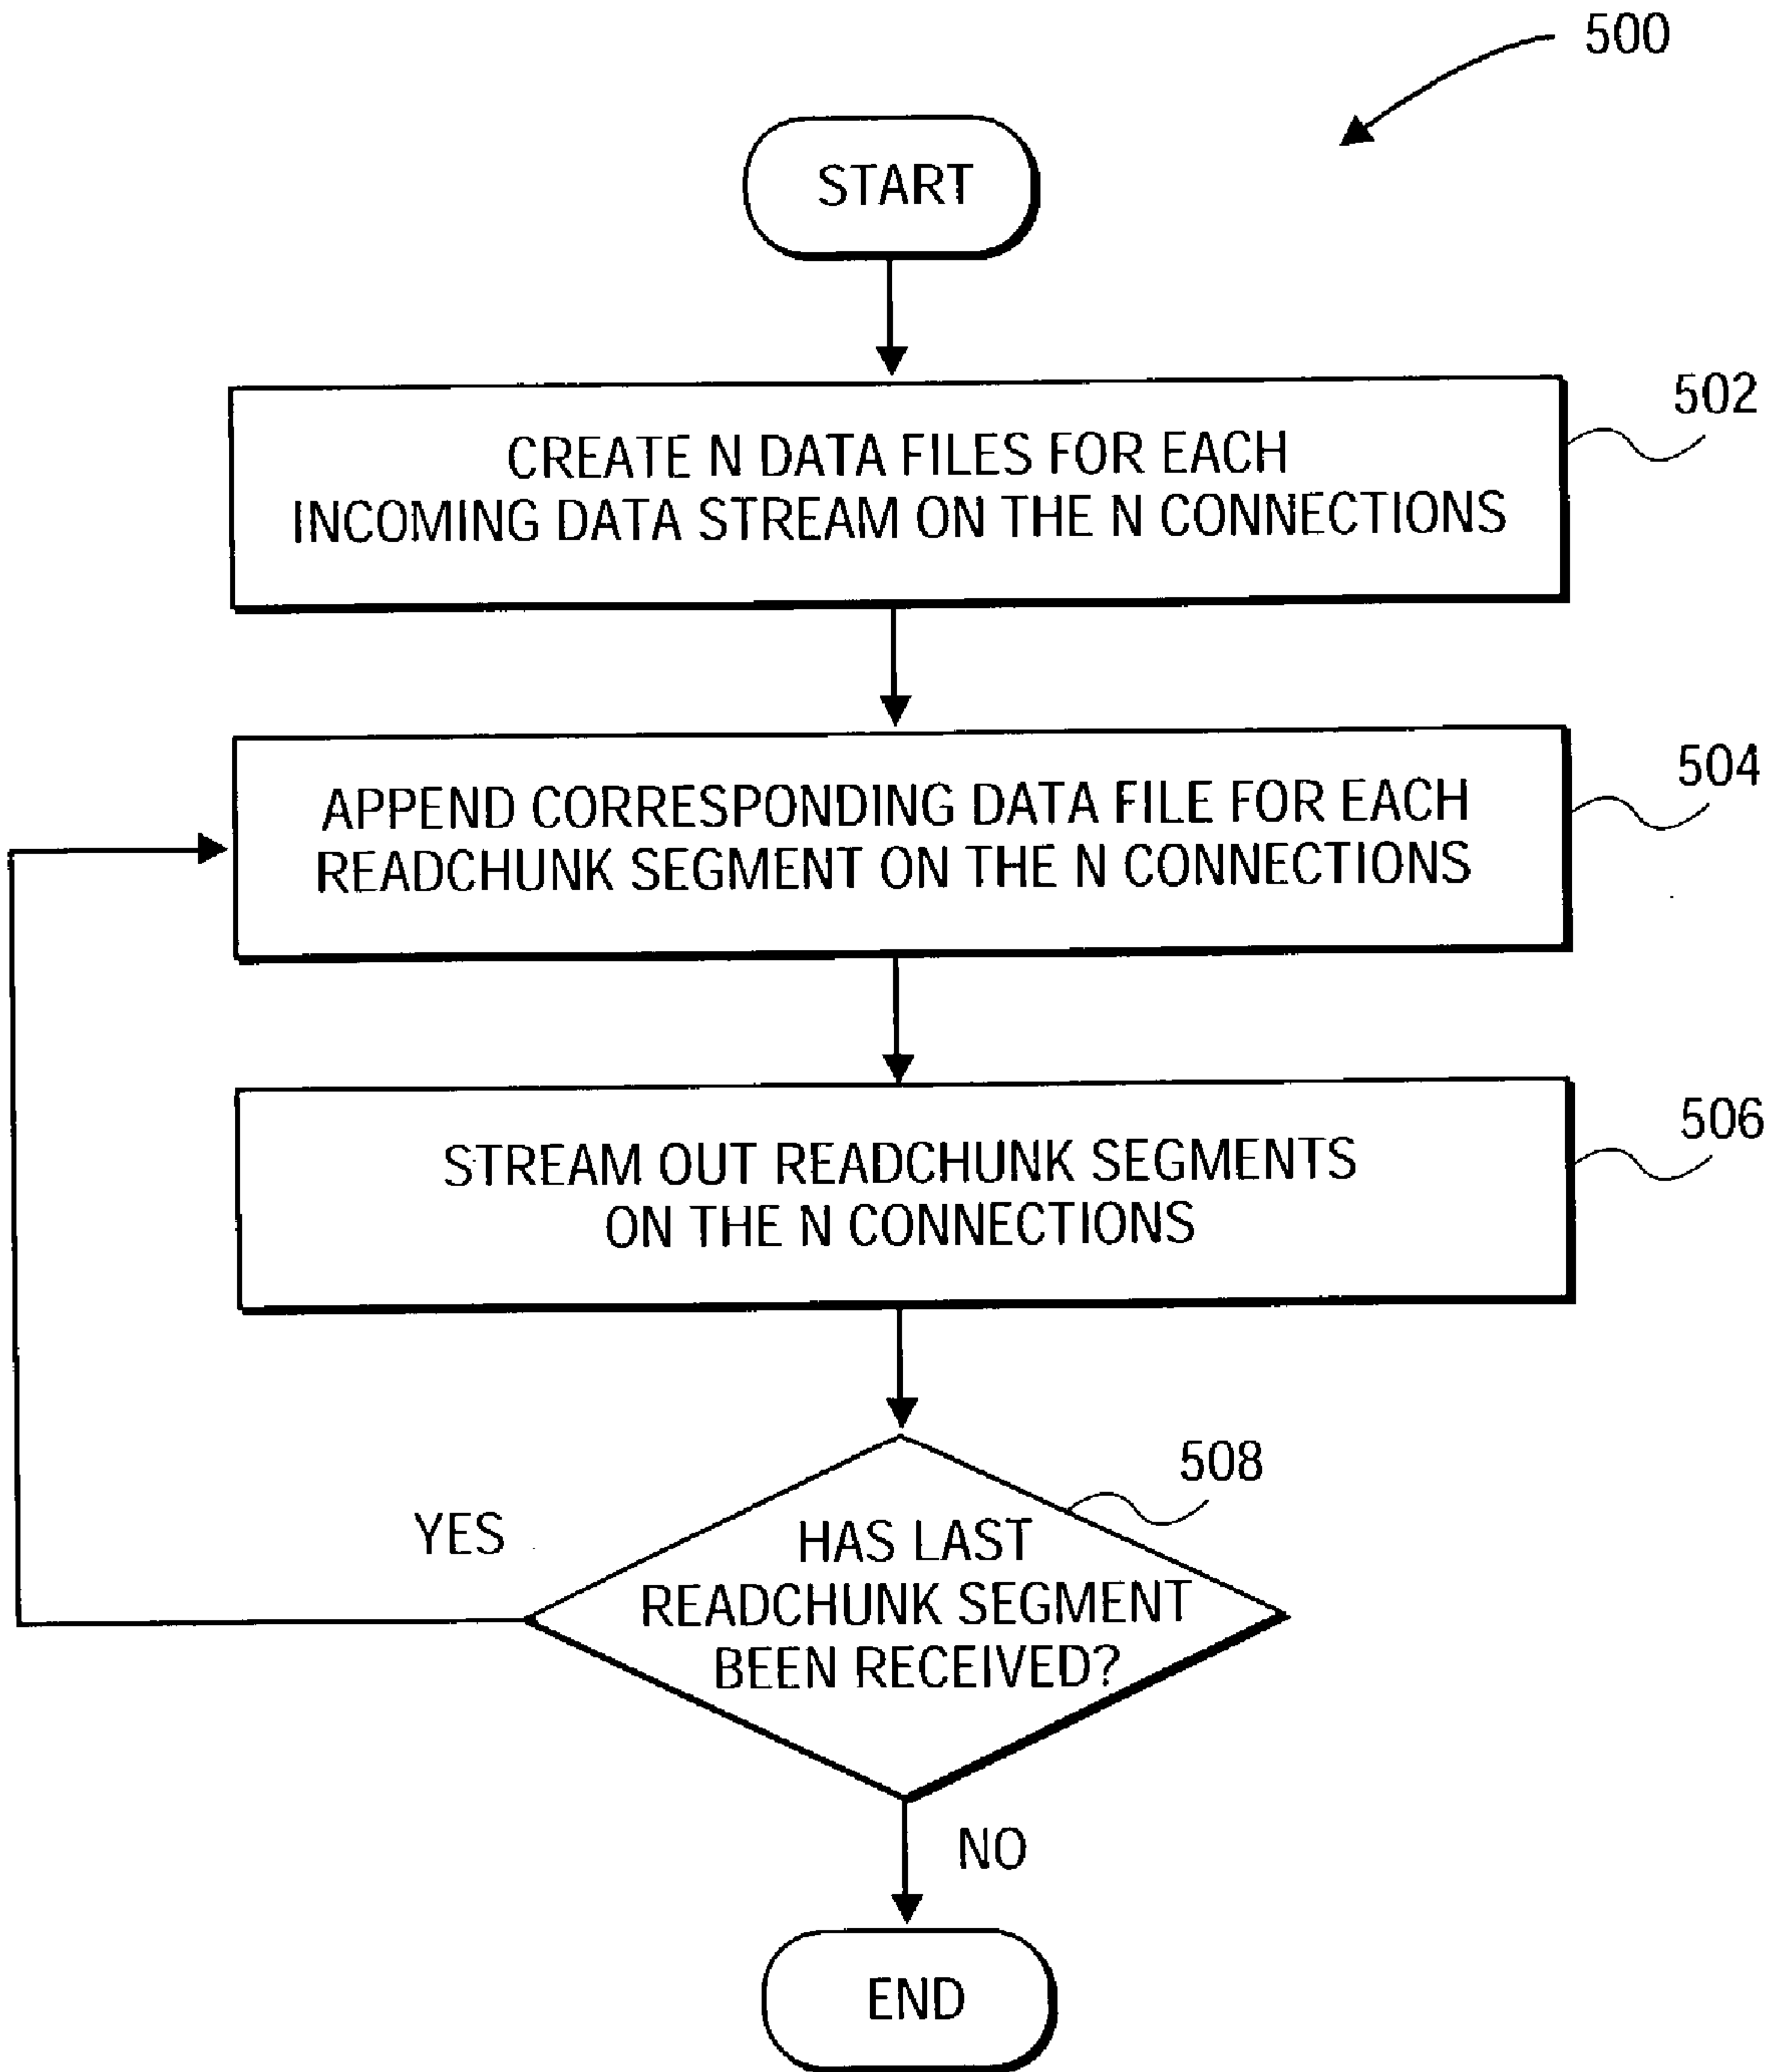 500
START
502
CREATE N DATA FILES FOR EACH
INCOMING DATA STREAM ON THE N CONNECTIONS
504
APPEND CORRESPONDING DATA FILE FOR EACH
READCHUNK SEGMENT ON THE N CONNECTIONS
506
STREAM OUT READCHUNK SEGMENTS
ON THE N CONNECTIONS
508
YES
HAS LAST
READCHUNK SEGMENT
BEEN RECEIVED?
NO
END